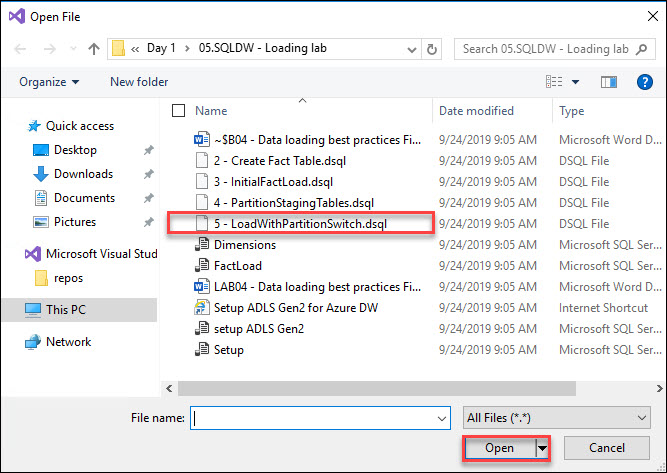 Open File
« Day 1 › 05.SQLDW - Loading lab
Search 05.SQLDW - Loading lab
Organize
New folder
Name Date modified Type
Quick access
Desktop
Downloads
Documents
Pictures
Microsoft Visual Stud
repos
This PC
Network
~$B04 - Data loading best practices Fi... 9/24/2019 9:05 AM Microsoft Word D...
2 - Create Fact Table.dsql 9/24/2019 9:05 AM DSQL File
3 - InitialFactLoad.dsql 9/24/2019 9:05 AM DSQL File
4 - PartitionStagingTables.dsql 9/24/2019 9:05 AM DSQL File
5 - LoadWithPartitionSwitch.dsql 9/24/2019 9:05 AM DSQL File
Dimensions 9/24/2019 9:05 AM Microsoft SQL Ser
FactLoad 9/24/2019 9:05 AM Microsoft SQL Ser
LAB04 - Data loading best practices Fi... 9/24/2019 9:05 AM Microsoft Word D...
Setup ADLS Gen2 for Azure DW 9/24/2019 9:05 AM Internet Shortcut
setup ADLS Gen2 9/24/2019 9:05 AM Microsoft SQL Ser
Setup 9/24/2019 9:05 AM Microsoft SQL Ser
File name:
All Files (*.*)
Open
Cancel